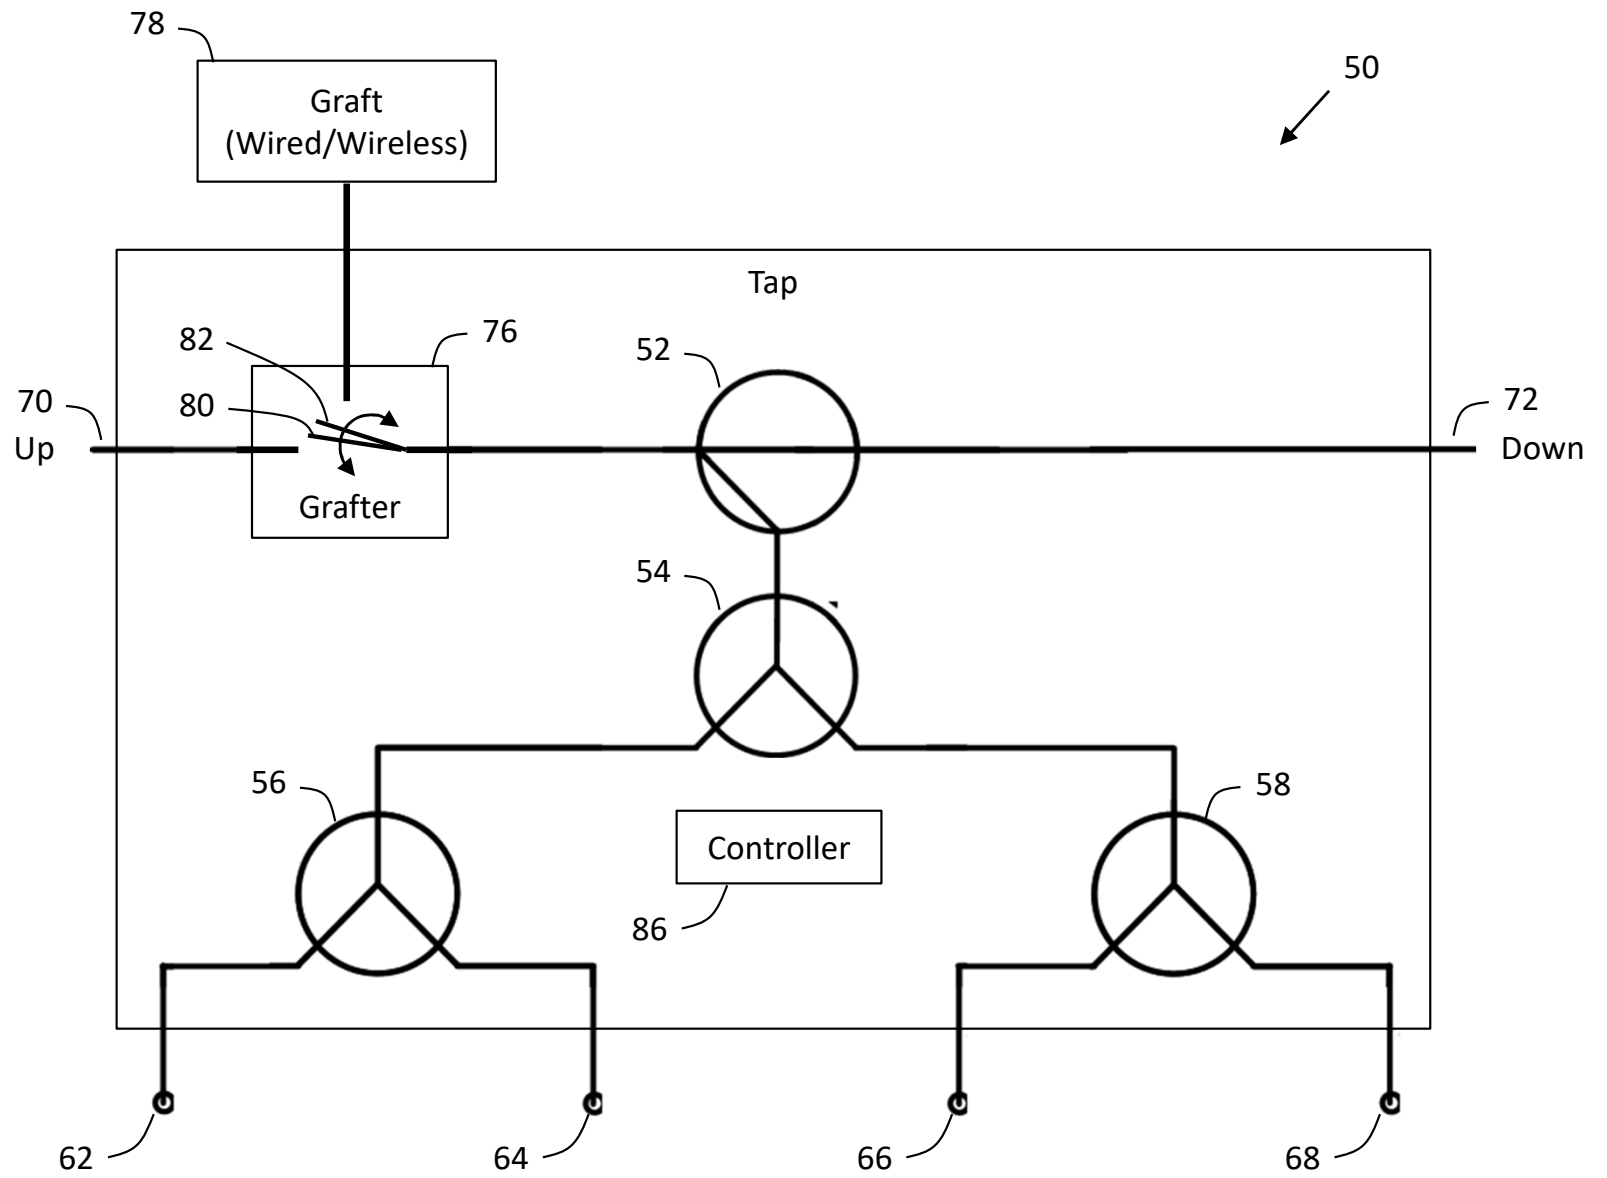 78
Graft
(Wired/Wireless)
50
Tap
82
76
52
80
70
72
Up
Down
Grafter
54
56
58
Controller
86
62
64
66
68